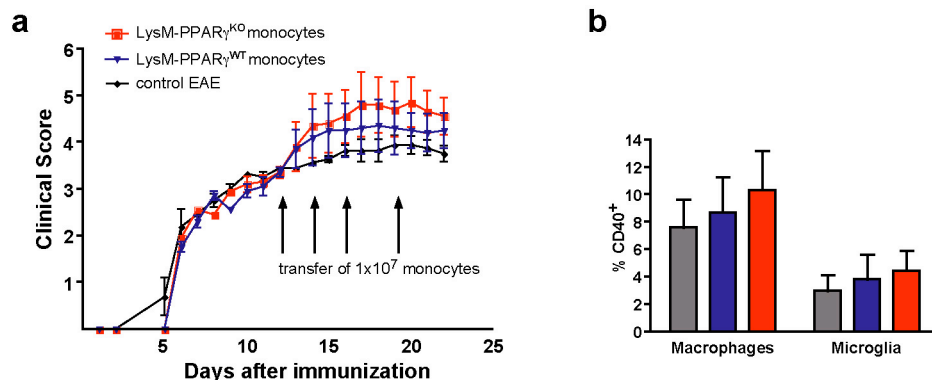 a
LysM-PPARγᴷᴼ monocytes
LysM-PPARγᵂᵀ monocytes
control EAE
Clinical Score
6
5
4
3
2
1
transfer of 1x10⁷ monocytes
5 10 15 20 25
Days after immunization
b
% CD40⁺
14
12
10
8
6
4
2
0
Macrophages Microglia